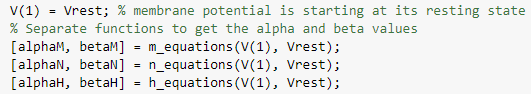 V(1) = Vrest; % membrane potential is starting at its resting state
% Separate functions to get the alpha and beta values
[alphaM, betaM] = m_equations(V(1), Vrest);
[alphaN, betaN] = n_equations(V(1), Vrest);
[alphaH, betaH] = h_equations(V(1), Vrest);